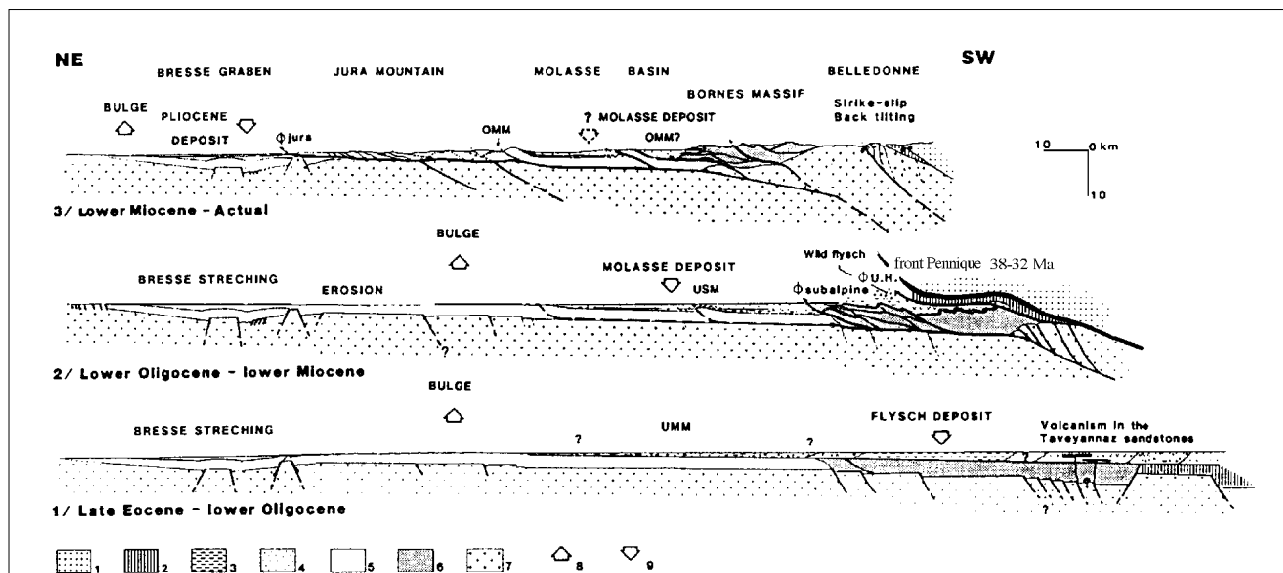 NE
SW
BRESSE GRABEN
JURA MOUNTAIN
MOLASSE BASIN
BELLEDONNE
BORNES MASSIF
Strike-slip
Back tilting
BULGE
PLIOCENE
DEPOSIT
Φ jura
OMM
? MOLASSE DEPOSIT
OMM?
10 0 km
10
3/ Lower Miocene - Actual
BULGE
BRESSE STRECHING
EROSION
MOLASSE DEPOSIT
USM
Wild flysch
Φ U.H.
Φ subalpine
front Pennique 38-32 Ma
?
2/ Lower Oligocene - lower Miocene
BULGE
BRESSE STRECHING
?
UMM
?
FLYSCH DEPOSIT
Volcanism in the
Taveyannaz sandstones
?
1/ Late Eocene - lower Oligocene
1 2 3 4 5 6 7 8 9